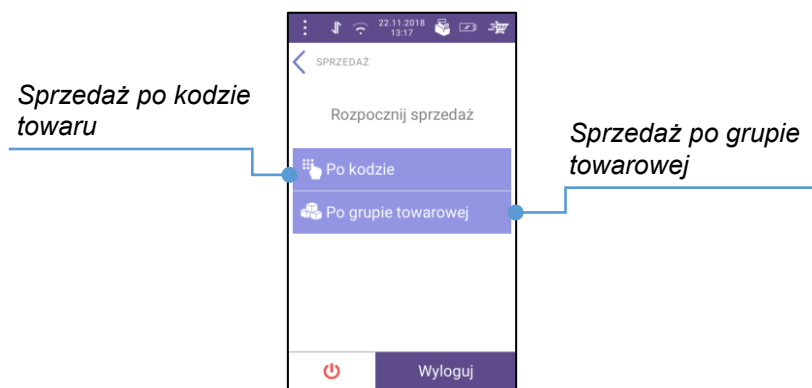 22.11.2018
13:17
SPRZEDAŻ
Sprzedaż po kodzie
towaru
Rozpocznij sprzedaż
Sprzedaż po grupie
towarowej
Po kodzie
Po grupie towarowej
Wyloguj